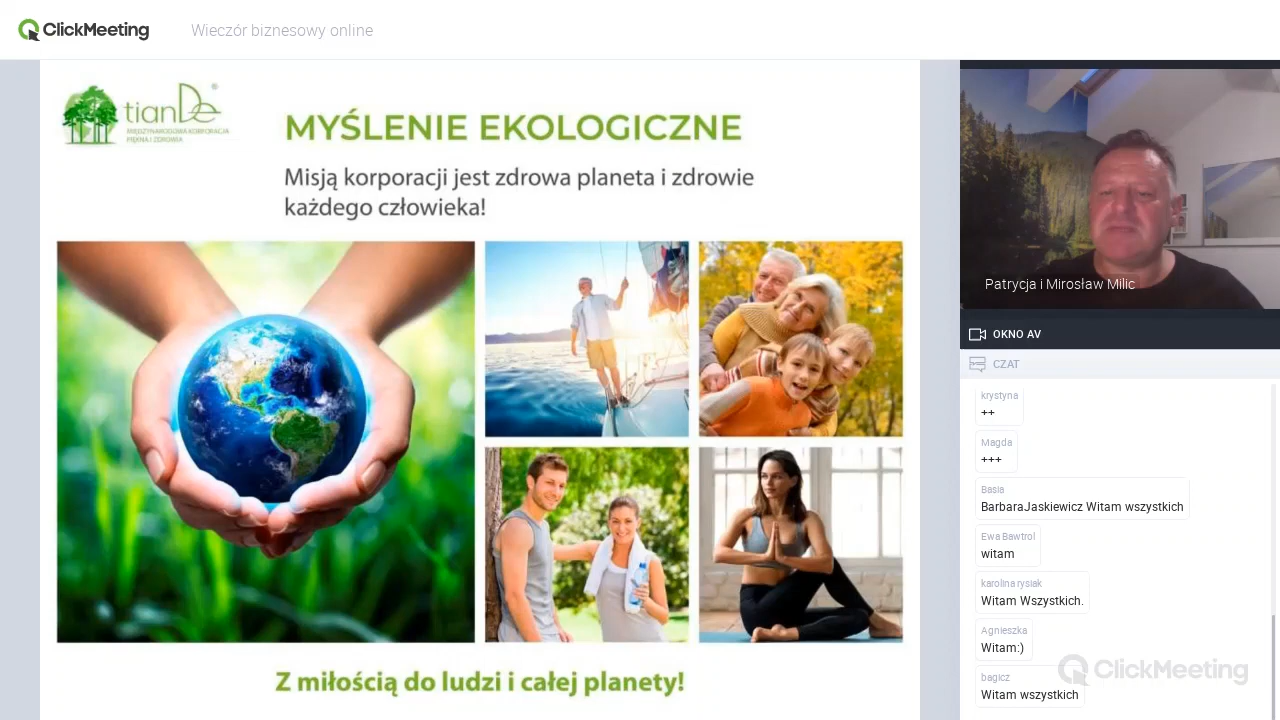 ClickMeeting
Wieczór biznesowy online
tianDe®
MIĘDZYNARODOWA KORPORACJA
PIĘKNA I ZDROWIA
MYŚLENIE EKOLOGICZNE
Misją korporacji jest zdrowa planeta i zdrowie
każdego człowieka!
Z miłością do ludzi i całej planety!
Patrycja i Mirosław Milic
OKNO AV
CZAT
krystyna
++
Magda
+++
Basia
BarbaraJaskiewicz Witam wszystkich
Ewa Bawtrol
witam
karolina rysiak
Witam Wszystkich.
Agnieszka
Witam:)
bagicz
Witam wszystkich
ClickMeeting